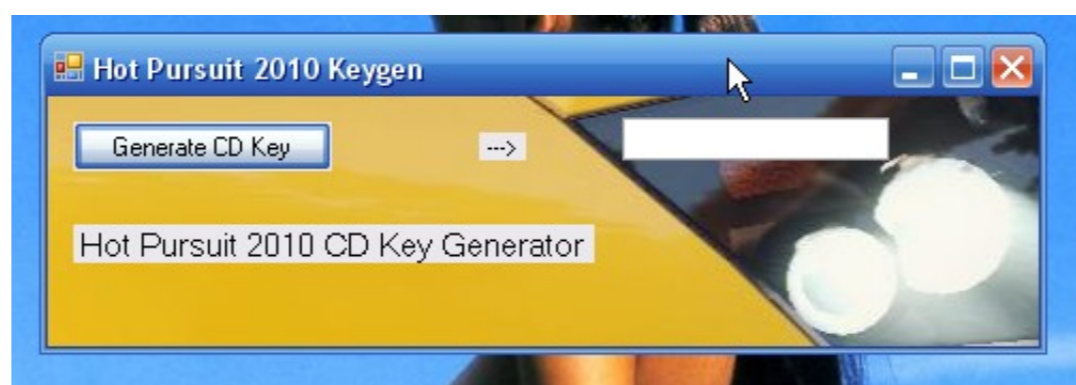 Hot Pursuit 2010 Keygen
Generate CD Key
--->
Hot Pursuit 2010 CD Key Generator